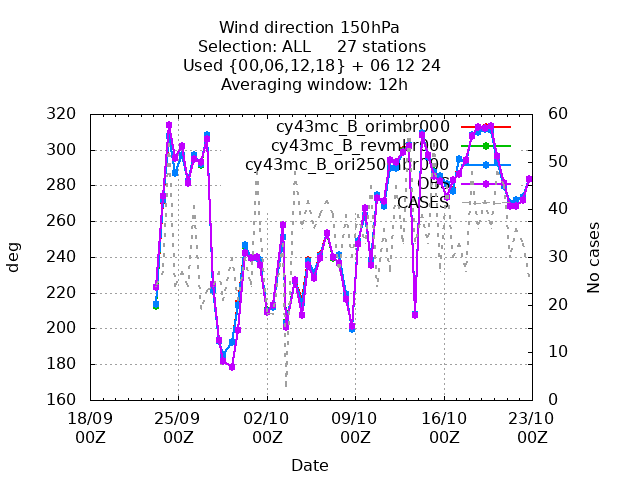 Wind direction 150hPa
Selection: ALL 27 stations
Used {00,06,12,18} + 06 12 24
Averaging window: 12h
320 60
300 50
280 40
260
240 30
220 20
200
180 10
160 0
cy43mc_B_orimbr000
cy43mc_B_revmbr000
cy43mc_B_ori250mbr000
OBS
CASES
deg
No cases
18/09 25/09 02/10 09/10 16/10 23/10
00Z 00Z 00Z 00Z 00Z 00Z
Date